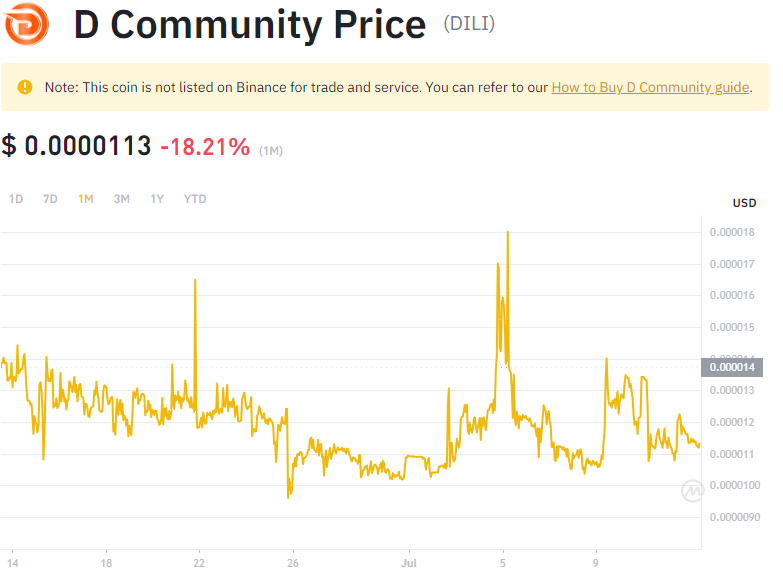 D Community Price (DILI)
Note: This coin is not listed on Binance for trade and service. You can refer to our How to Buy D Community guide.
$ 0.0000113 -18.21% (1M)
1D 7D 1M 3M 1Y YTD
USD
0.000018
0.000017
0.000016
0.000015
0.000014
0.000013
0.000012
0.000011
0.0000100
0.0000090
14 18 22 26 Jul 5 9